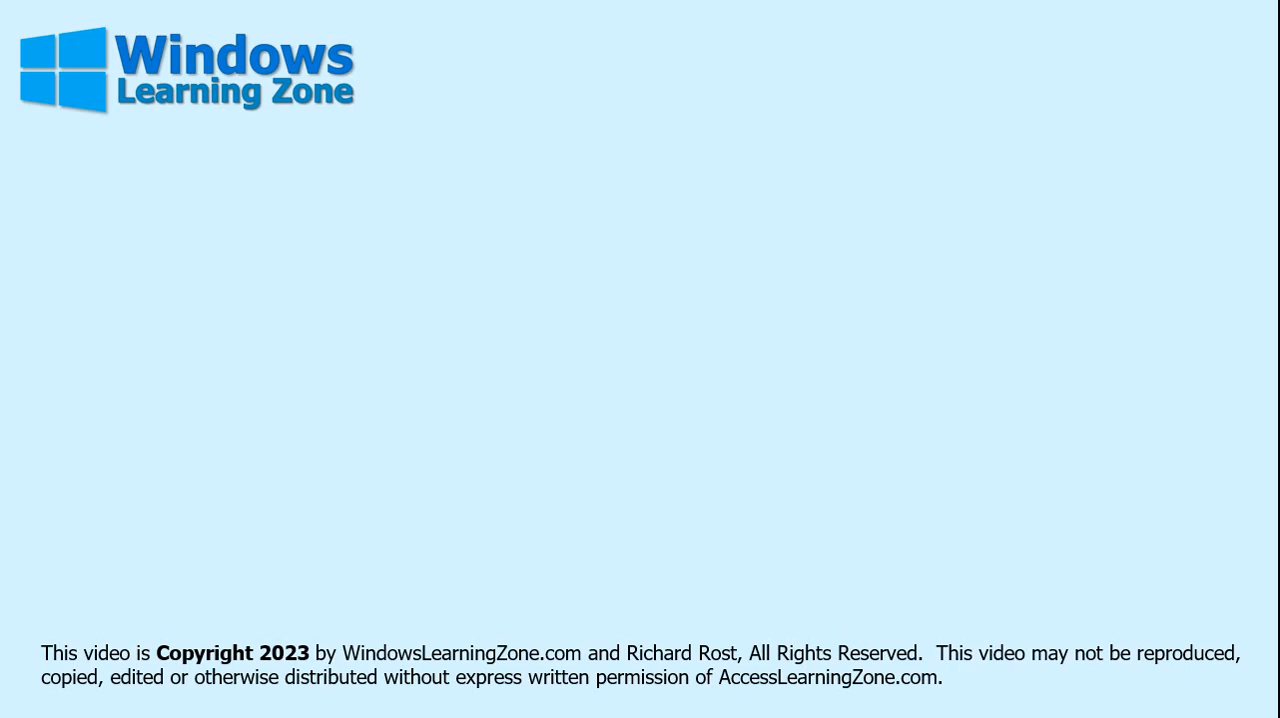 Windows
Learning Zone
This video is Copyright 2023 by WindowsLearningZone.com and Richard Rost, All Rights Reserved.  This video may not be reproduced,
copied, edited or otherwise distributed without express written permission of AccessLearningZone.com.